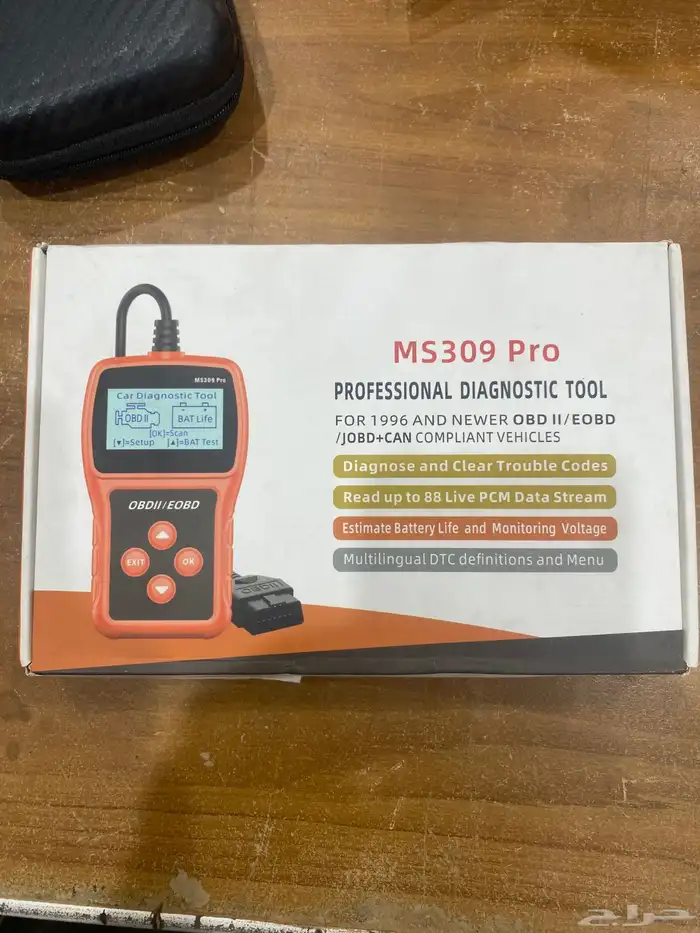 MS309 Pro
PROFESSIONAL DIAGNOSTIC TOOL
FOR 1996 AND NEWER OBD II/EOBD
/JOBD+CAN COMPLIANT VEHICLES
Diagnose and Clear Trouble Codes
Read up to 88 Live PCM Data Stream
Estimate Battery Life and Monitoring Voltage
Multilingual DTC definitions and Menu
MS309 Pro
Car Diagnostic Tool
OBD II
BAT Life
[OK]=Scan
[▼]=Setup [▲]=BAT Test
OBDII/EOBD
EXIT
OK
OBDII
حراج